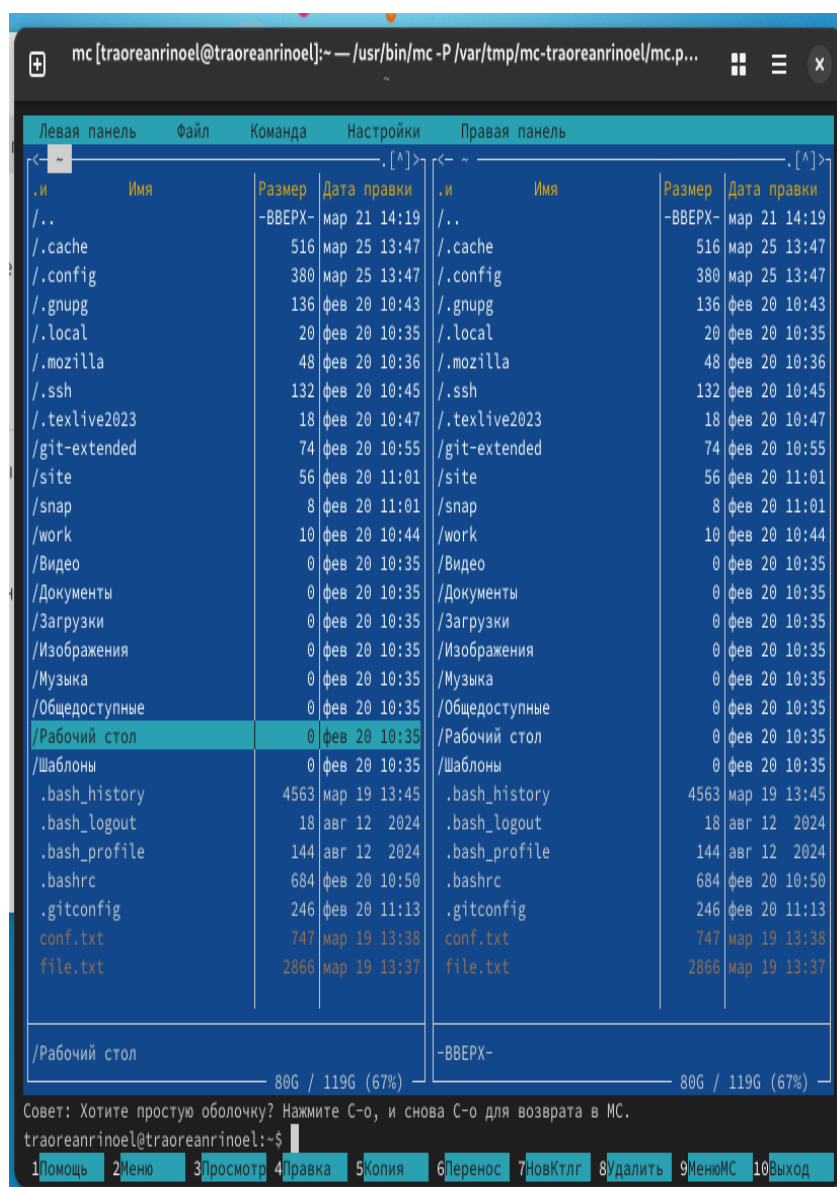 mc [traoreanrinoel@traoreanrinoel]:~ — /usr/bin/mc -P /var/tmp/mc-traoreanrinoel/mc.p...
~
Левая панель Файл Команда Настройки Правая панель
<- ~ .[^]> <- ~ .[^]>
.и Имя Размер Дата правки .и Имя Размер Дата правки
/.. -ВВЕРХ- мар 21 14:19 /.. -ВВЕРХ- мар 21 14:19
/.cache 516 мар 25 13:47 /.cache 516 мар 25 13:47
/.config 380 мар 25 13:47 /.config 380 мар 25 13:47
/.gnupg 136 фев 20 10:43 /.gnupg 136 фев 20 10:43
/.local 20 фев 20 10:35 /.local 20 фев 20 10:35
/.mozilla 48 фев 20 10:36 /.mozilla 48 фев 20 10:36
/.ssh 132 фев 20 10:45 /.ssh 132 фев 20 10:45
/.texlive2023 18 фев 20 10:47 /.texlive2023 18 фев 20 10:47
/git-extended 74 фев 20 10:55 /git-extended 74 фев 20 10:55
/site 56 фев 20 11:01 /site 56 фев 20 11:01
/snap 8 фев 20 11:01 /snap 8 фев 20 11:01
/work 10 фев 20 10:44 /work 10 фев 20 10:44
/Видео 0 фев 20 10:35 /Видео 0 фев 20 10:35
/Документы 0 фев 20 10:35 /Документы 0 фев 20 10:35
/Загрузки 0 фев 20 10:35 /Загрузки 0 фев 20 10:35
/Изображения 0 фев 20 10:35 /Изображения 0 фев 20 10:35
/Музыка 0 фев 20 10:35 /Музыка 0 фев 20 10:35
/Общедоступные 0 фев 20 10:35 /Общедоступные 0 фев 20 10:35
/Рабочий стол 0 фев 20 10:35 /Рабочий стол 0 фев 20 10:35
/Шаблоны 0 фев 20 10:35 /Шаблоны 0 фев 20 10:35
.bash_history 4563 мар 19 13:45 .bash_history 4563 мар 19 13:45
.bash_logout 18 авг 12 2024 .bash_logout 18 авг 12 2024
.bash_profile 144 авг 12 2024 .bash_profile 144 авг 12 2024
.bashrc 684 фев 20 10:50 .bashrc 684 фев 20 10:50
.gitconfig 246 фев 20 11:13 .gitconfig 246 фев 20 11:13
conf.txt 747 мар 19 13:38 conf.txt 747 мар 19 13:38
file.txt 2866 мар 19 13:37 file.txt 2866 мар 19 13:37
/Рабочий стол -ВВЕРХ-
80G / 119G (67%) 80G / 119G (67%)
Совет: Хотите простую оболочку? Нажмите C-o, и снова C-o для возврата в MC.
traoreanrinoel@traoreanrinoel:~$
1Помощь 2Меню 3Просмотр 4Правка 5Копия 6Перенос 7НовКтлг 8Удалить 9МенюMC 10Выход